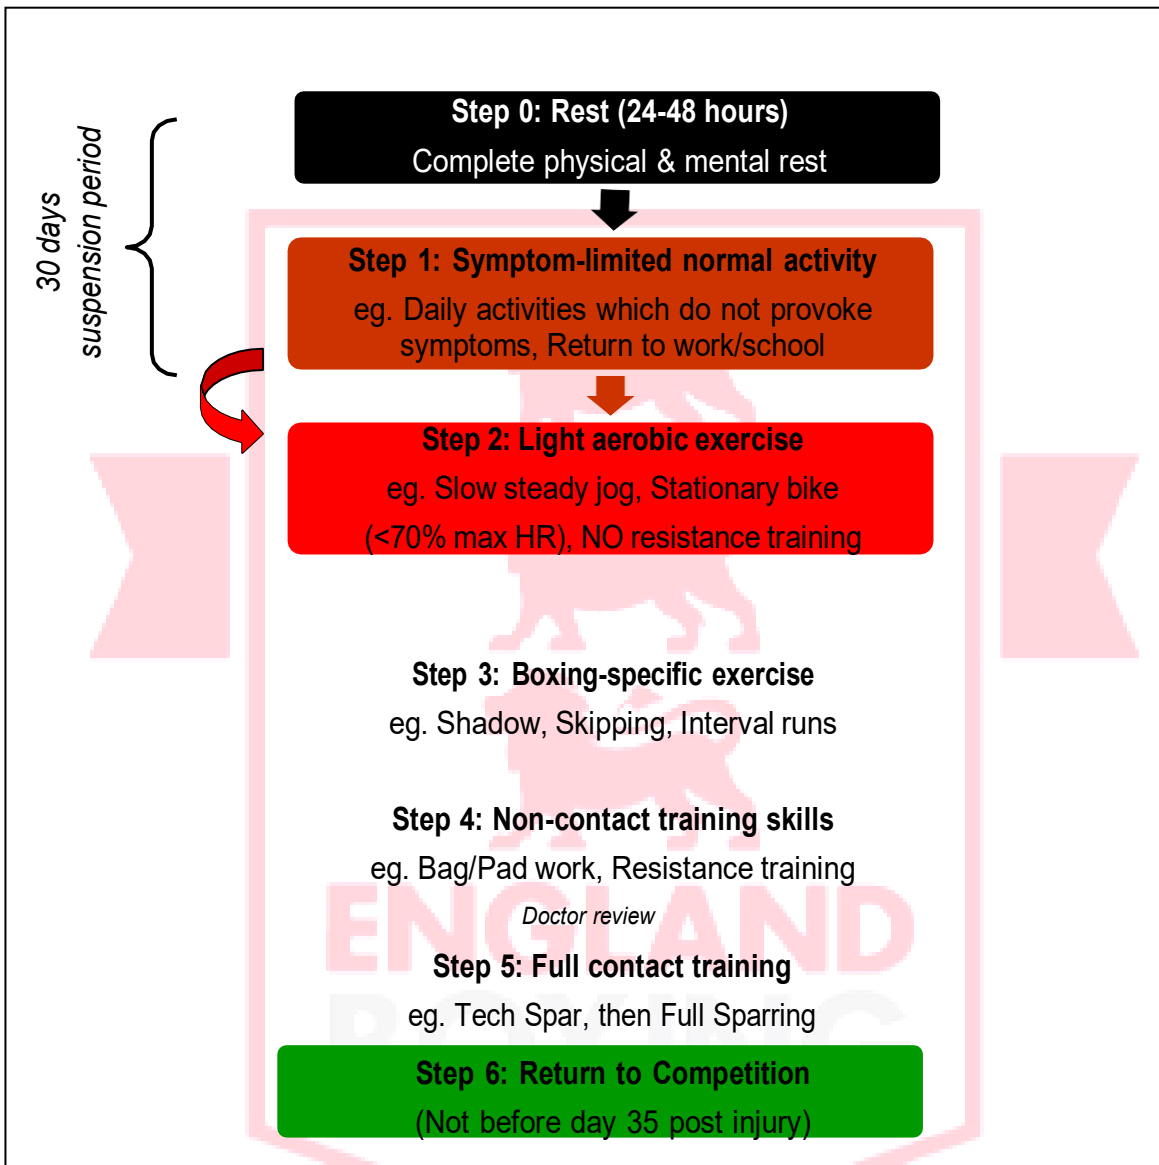 30 days
suspension period
Step 0: Rest (24-48 hours)
Complete physical & mental rest
Step 1: Symptom-limited normal activity
eg. Daily activities which do not provoke
symptoms, Return to work/school
Step 2: Light aerobic exercise
eg. Slow steady jog, Stationary bike
(<70% max HR), NO resistance training
Step 3: Boxing-specific exercise
eg. Shadow, Skipping, Interval runs
Step 4: Non-contact training skills
eg. Bag/Pad work, Resistance training
Doctor review
ENGLAND
Step 5: Full contact training
eg. Tech Spar, then Full Sparring
BOXING
Step 6: Return to Competition
(Not before day 35 post injury)